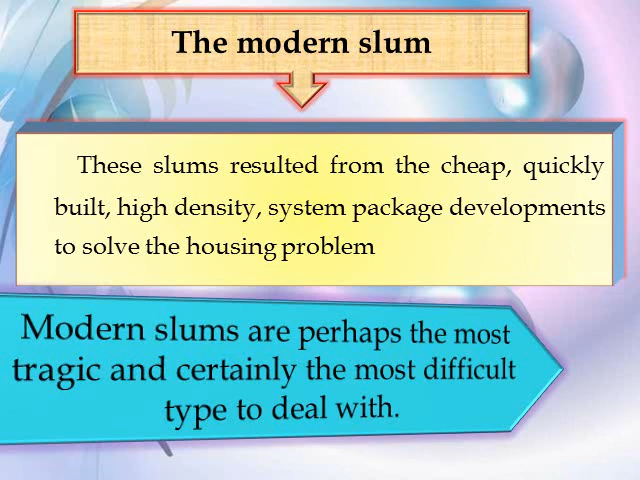 The modern slum
These slums resulted from the cheap, quickly
built, high density, system package developments
to solve the housing problem
Modern slums are perhaps the most
tragic and certainly the most difficult
type to deal with.